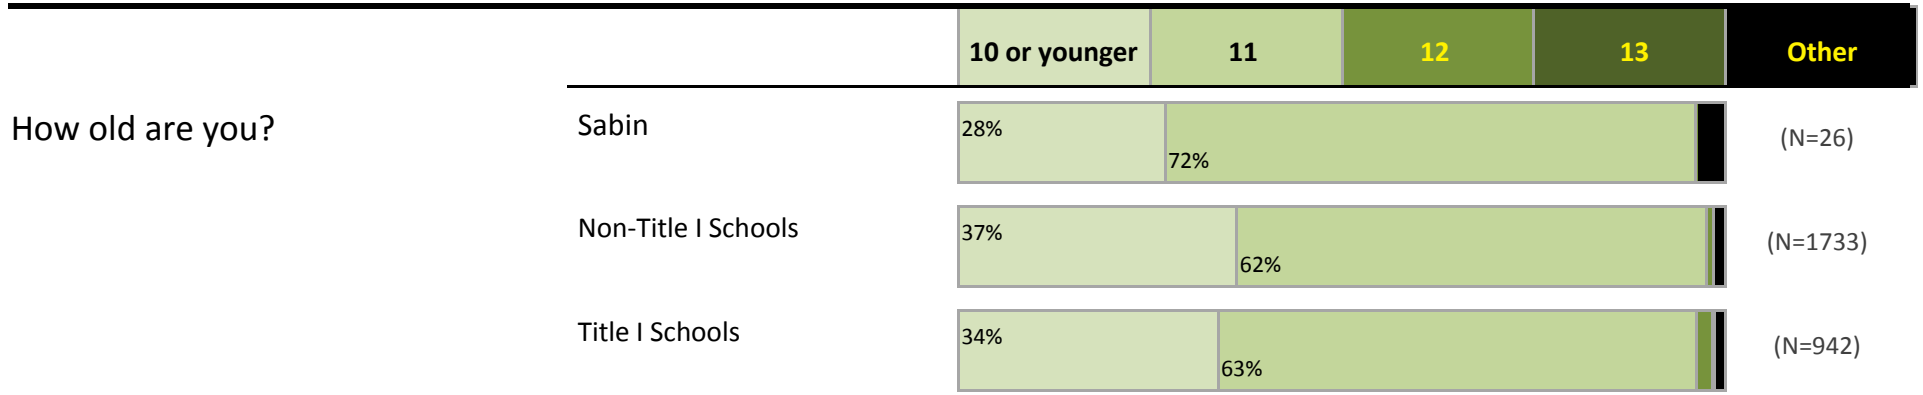 10 or younger 11 12 13 Other
How old are you? Sabin 28% 72% (N=26)
Non-Title I Schools 37% 62% (N=1733)
Title I Schools 34% 63% (N=942)